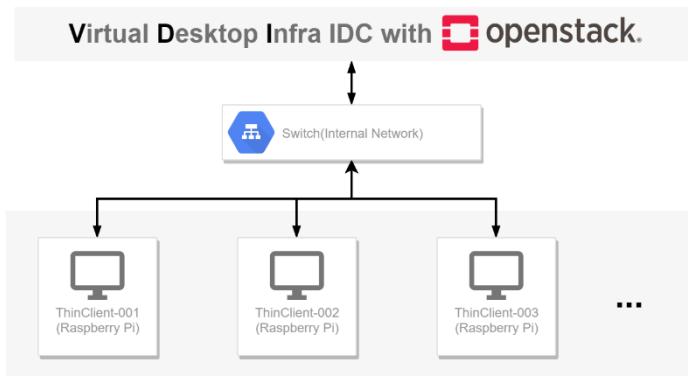 Virtual Desktop Infra IDC with openstack.
Switch(Internal Network)
ThinClient-001
(Raspberry Pi)
ThinClient-002
(Raspberry Pi)
ThinClient-003
(Raspberry Pi)
...